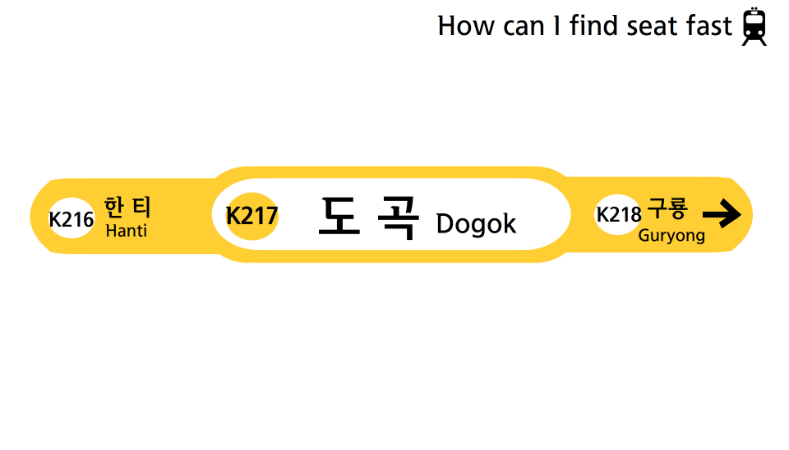 How can I find seat fast
K216 한 티
Hanti
K217 도 곡 Dogok
K218 구룡
Guryong